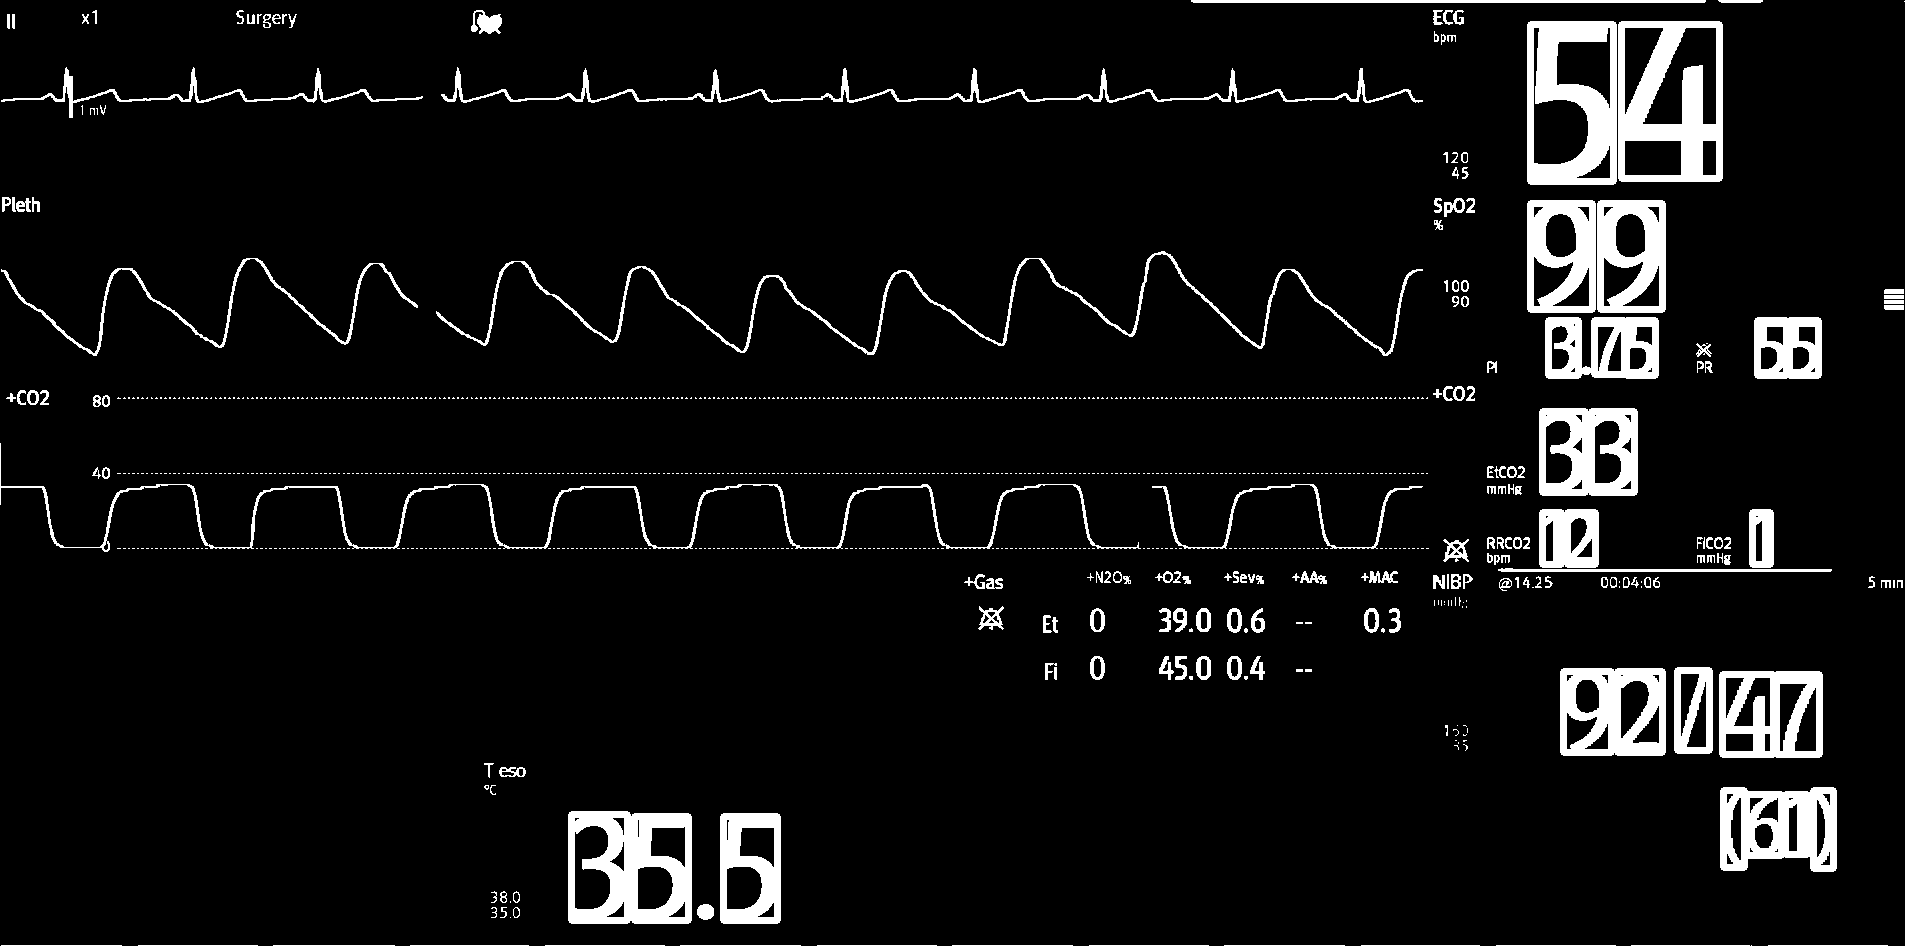 II x1 Surgery
ECG
bpm
54
1 mV
120
45
Pleth
SpO2
%
99
100
90
PI 3.75 PR 55
+CO2 80
+CO2
40
0
33
EtCO2
mmHg
12
RRCO2
bpm
FiCO2
mmHg
1
+Gas +N2O% +O2% +Sev% +AA% +MAC
Et 0 39.0 0.6 -- 0.3
Fi 0 45.0 0.4 --
NIBP @14:25 00:04:06 5 min
mmHg
92/47
(61)
T eso
°C
35.5
38.0
35.0